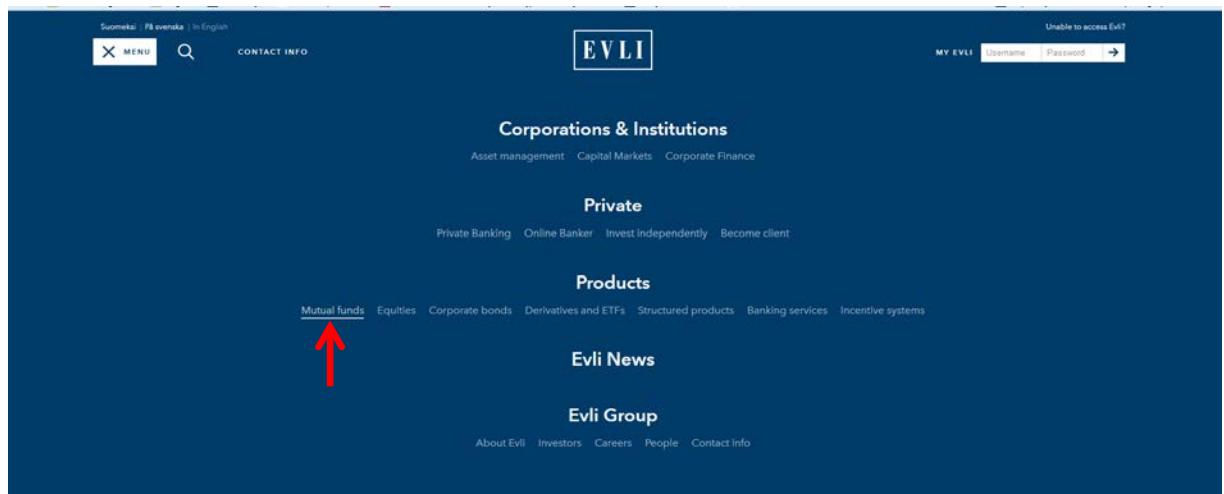 Suomeksi | På svenska | In English
Unable to access Evli?
MENU
CONTACT INFO
EVLI
MY EVLI Username Password
Corporations & Institutions
Asset management Capital Markets Corporate Finance
Private
Private Banking Online Banker Invest independently Become client
Products
Mutual funds Equities Corporate bonds Derivatives and ETFs Structured products Banking services Incentive systems
Evli News
Evli Group
About Evli Investors Careers People Contact info